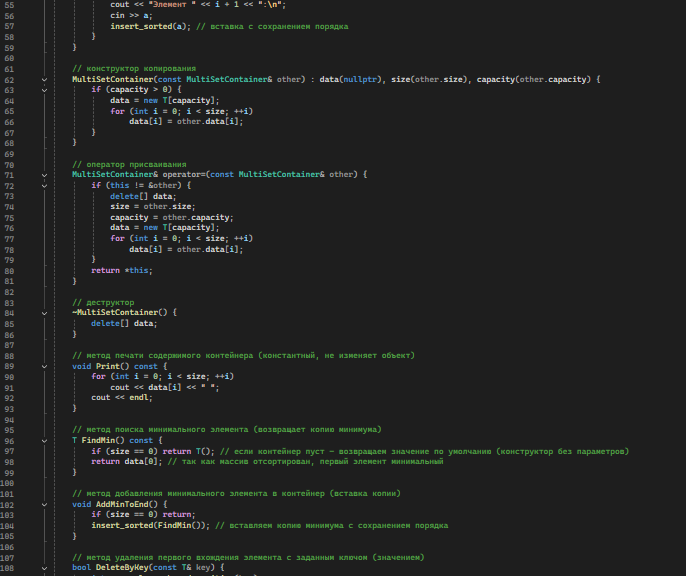 55 cout << "Элемент " << i + 1 << ":\n";
56 cin >> a;
57 insert_sorted(a); // вставка с сохранением порядка
58 }
59 }
60
61 // конструктор копирования
62 MultiSetContainer(const MultiSetContainer& other) : data(nullptr), size(other.size), capacity(other.capacity) {
63 if (capacity > 0) {
64 data = new T[capacity];
65 for (int i = 0; i < size; ++i)
66 data[i] = other.data[i];
67 }
68 }
69
70 // оператор присваивания
71 MultiSetContainer& operator=(const MultiSetContainer& other) {
72 if (this != &other) {
73 delete[] data;
74 size = other.size;
75 capacity = other.capacity;
76 data = new T[capacity];
77 for (int i = 0; i < size; ++i)
78 data[i] = other.data[i];
79 }
80 return *this;
81 }
82
83 // деструктор
84 ~MultiSetContainer() {
85 delete[] data;
86 }
87
88 // метод печати содержимого контейнера (константный, не изменяет объект)
89 void Print() const {
90 for (int i = 0; i < size; ++i)
91 cout << data[i] << " ";
92 cout << endl;
93 }
94
95 // метод поиска минимального элемента (возвращает копию минимума)
96 T FindMin() const {
97 if (size == 0) return T(); // если контейнер пуст – возвращаем значение по умолчанию (конструктор без параметров)
98 return data[0]; // так как массив отсортирован, первый элемент минимальный
99 }
100
101 // метод добавления минимального элемента в контейнер (вставка копии)
102 void AddMinToEnd() {
103 if (size == 0) return;
104 insert_sorted(FindMin()); // вставляем копию минимума с сохранением порядка
105 }
106
107 // метод удаления первого вхождения элемента с заданным ключом (значением)
108 bool DeleteByKey(const T& key) {